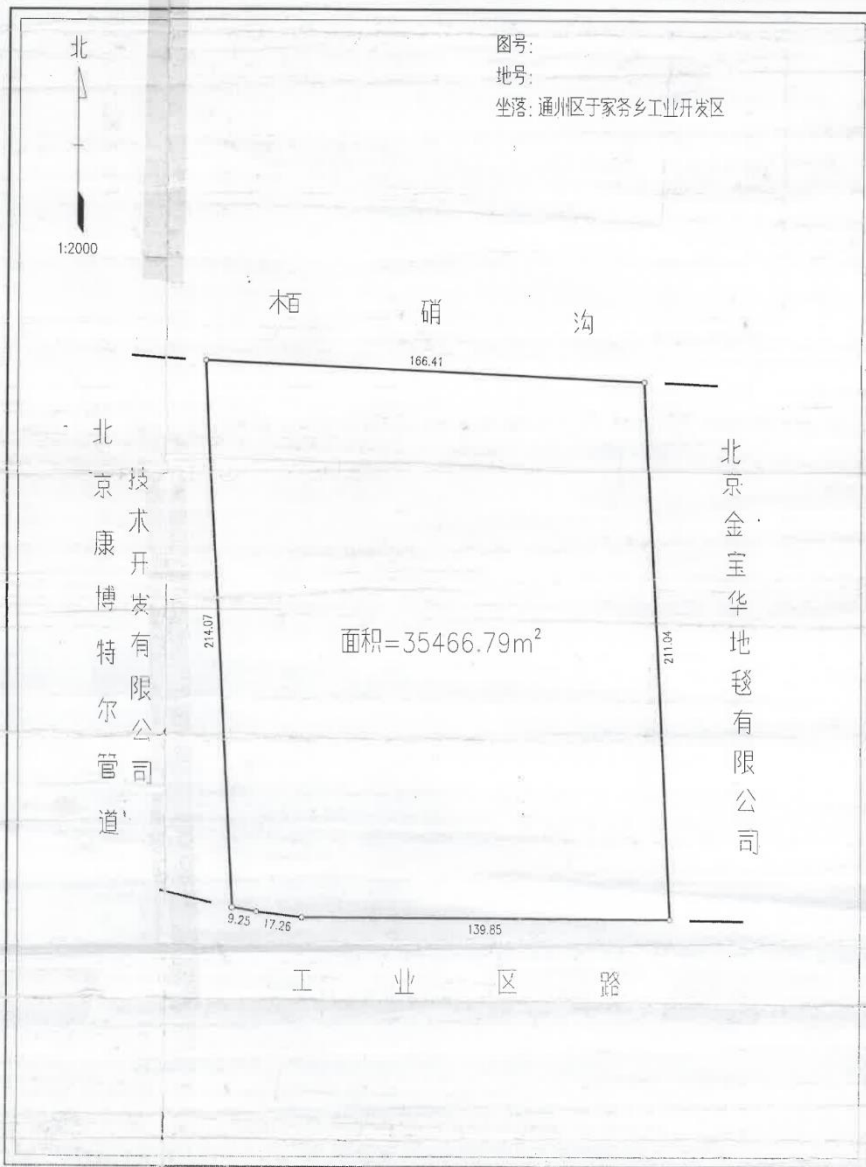 北
1:2000
图号:
地号:
坐落: 通州区于家务乡工业开发区
栢硝沟
166.41
北京康博特尔管道
技术开发有限公司
214.07
面积=35466.79m²
211.04
北京金宝华地毯有限公司
9.25
17.26
139.85
工业区路